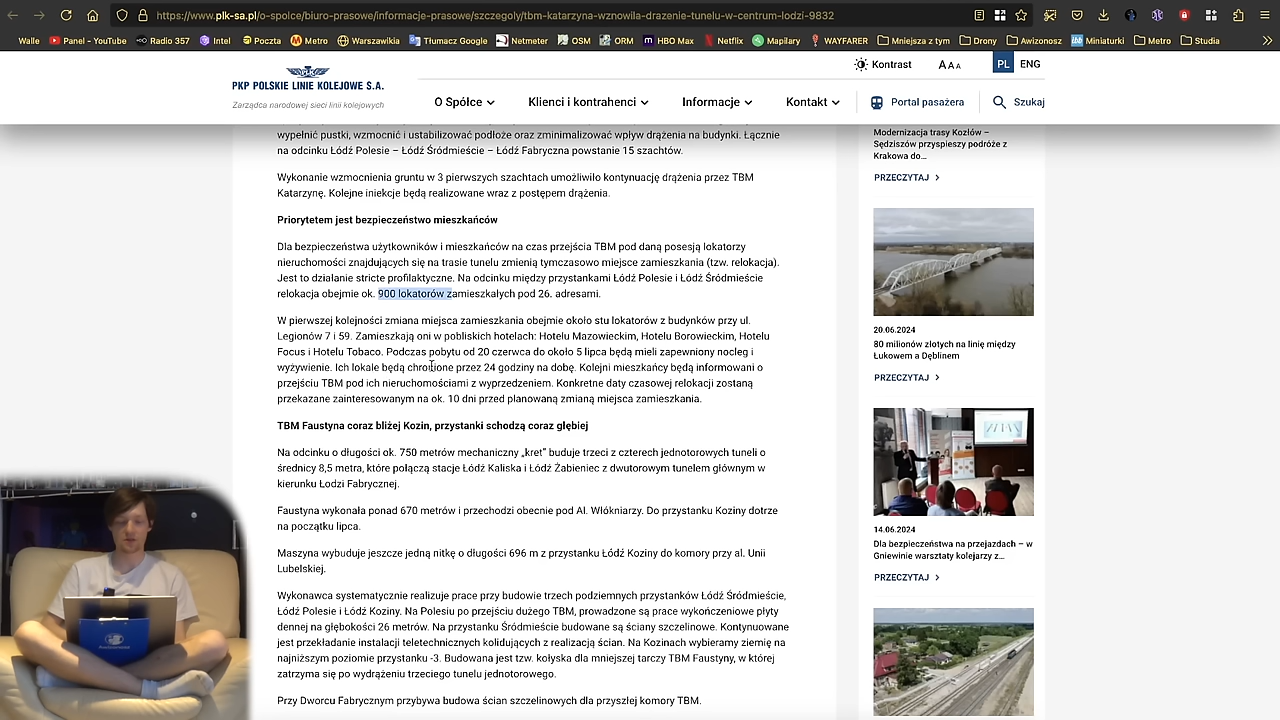 https://www.plk-sa.pl/o-spolce/biuro-prasowe/informacje-prasowe/szczegoly/tbm-katarzyna-wznowila-drazenie-tunelu-w-centrum-lodzi-9832
Walle Panel - YouTube Radio 357 Intel Poczta Metro Warszawikia Tłumacz Google Netmeter OSM ORM HBO Max Netflix Mapilary WAYFARER Mniejsza z tym Drony Awizonosz Miniaturki Metro Studia
PKP POLSKIE LINIE KOLEJOWE S.A.
Zarządca narodowej sieci linii kolejowych
Kontrast
A A A
PL ENG
O Spółce Klienci i kontrahenci Informacje Kontakt Portal pasażera Szukaj
wypełnić pustki, wzmocnić i ustabilizować podłoże oraz zminimalizować wpływ drążenia na budynki. Łącznie
na odcinku Łódź Polesie – Łódź Śródmieście – Łódź Fabryczna powstanie 15 szachtów.
Wykonanie wzmocnienia gruntu w 3 pierwszych szachtach umożliwiło kontynuację drążenia przez TBM
Katarzynę. Kolejne iniekcje będą realizowane wraz z postępem drążenia.
Priorytetem jest bezpieczeństwo mieszkańców
Dla bezpieczeństwa użytkowników i mieszkańców na czas przejścia TBM pod daną posesją lokatorzy
nieruchomości znajdujących się na trasie tunelu zmienią tymczasowo miejsce zamieszkania (tzw. relokacja).
Jest to działanie stricte profilaktyczne. Na odcinku między przystankami Łódź Polesie i Łódź Śródmieście
relokacja obejmie ok. 900 lokatorów zamieszkałych pod 26. adresami.
W pierwszej kolejności zmiana miejsca zamieszkania obejmie około stu lokatorów z budynków przy ul.
Legionów 7 i 59. Zamieszkają oni w pobliskich hotelach: Hotelu Mazowieckim, Hotelu Borowieckim, Hotelu
Focus i Hotelu Tobaco. Podczas pobytu od 20 czerwca do około 5 lipca będą mieli zapewniony nocleg i
wyżywienie. Ich lokale będą chronione przez 24 godziny na dobę. Kolejni mieszkańcy będą informowani o
przejściu TBM pod ich nieruchomościami z wyprzedzeniem. Konkretne daty czasowej relokacji zostaną
przekazane zainteresowanym na ok. 10 dni przed planowaną zmianą miejsca zamieszkania.
TBM Faustyna coraz bliżej Kozin, przystanki schodzą coraz głębiej
Na odcinku o długości ok. 750 metrów mechaniczny „kret” buduje trzeci z czterech jednotorowych tuneli o
średnicy 8,5 metra, które połączą stacje Łódź Kaliska i Łódź Żabieniec z dwutorowym tunelem głównym w
kierunku Łodzi Fabrycznej.
Faustyna wykonała ponad 670 metrów i przechodzi obecnie pod Al. Włókniarzy. Do przystanku Koziny dotrze
na początku lipca.
Maszyna wybuduje jeszcze jedną nitkę o długości 696 m z przystanku Łódź Koziny do komory przy al. Unii
Lubelskiej.
Wykonawca systematycznie realizuje prace przy budowie trzech podziemnych przystanków Łódź Śródmieście,
Łódź Polesie i Łódź Koziny. Na Polesiu po przejściu dużego TBM, prowadzone są prace wykończeniowe płyty
dennej na głębokości 26 metrów. Na przystanku Śródmieście budowane są ściany szczelinowe. Kontynuowane
jest przekładanie instalacji teletechnicznych kolidujących z realizacją ścian. Na Kozinach wybieramy ziemię na
najniższym poziomie przystanku -3. Budowana jest tzw. kołyska dla mniejszej tarczy TBM Faustyny, w której
zatrzyma się po wydrążeniu trzeciego tunelu jednotorowego.
Przy Dworcu Fabrycznym przybywa budowa ścian szczelinowych dla przyszłej komory TBM.
Modernizacja trasy Kozłów –
Sędziszów przyspieszy podróże z
Krakowa do…
PRZECZYTAJ
20.06.2024
80 milionów złotych na linię między
Łukowem a Dęblinem
PRZECZYTAJ
14.06.2024
Dla bezpieczeństwa na przejazdach – w
Gniewinie warsztaty kolejarzy z…
PRZECZYTAJ